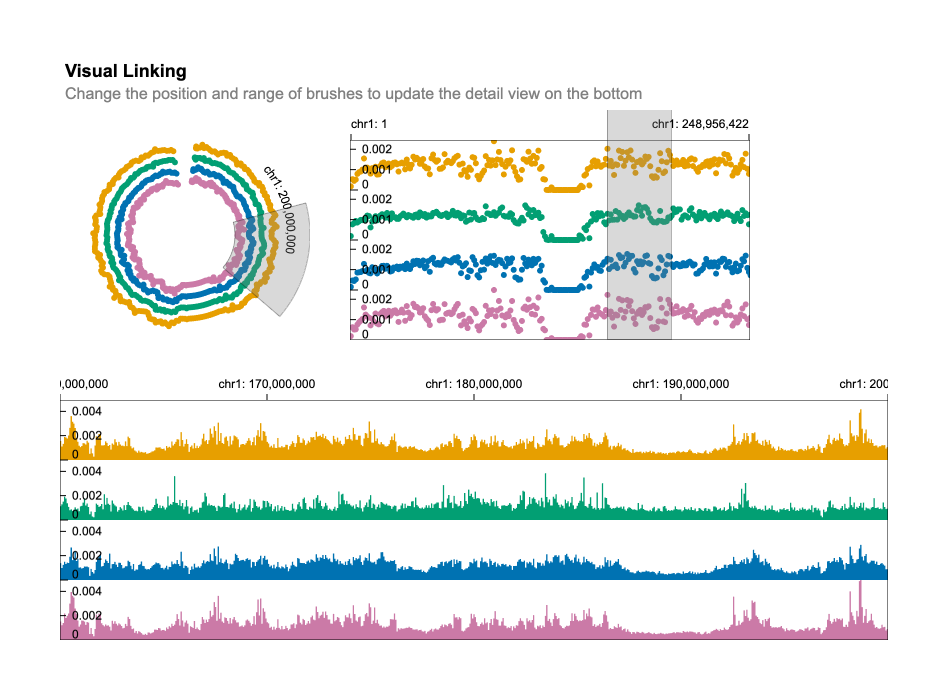 Visual Linking
Change the position and range of brushes to update the detail view on the bottom
chr1: 1
chr1: 248,956,422
chr1: 200,000,000
0.002
0.001
0
0.002
0.001
0
0.002
0.001
0
0.002
0.001
0
0,000,000
chr1: 170,000,000
chr1: 180,000,000
chr1: 190,000,000
chr1: 200
0.004
0.002
0
0.004
0.002
0
0.004
0.002
0
0.004
0.002
0